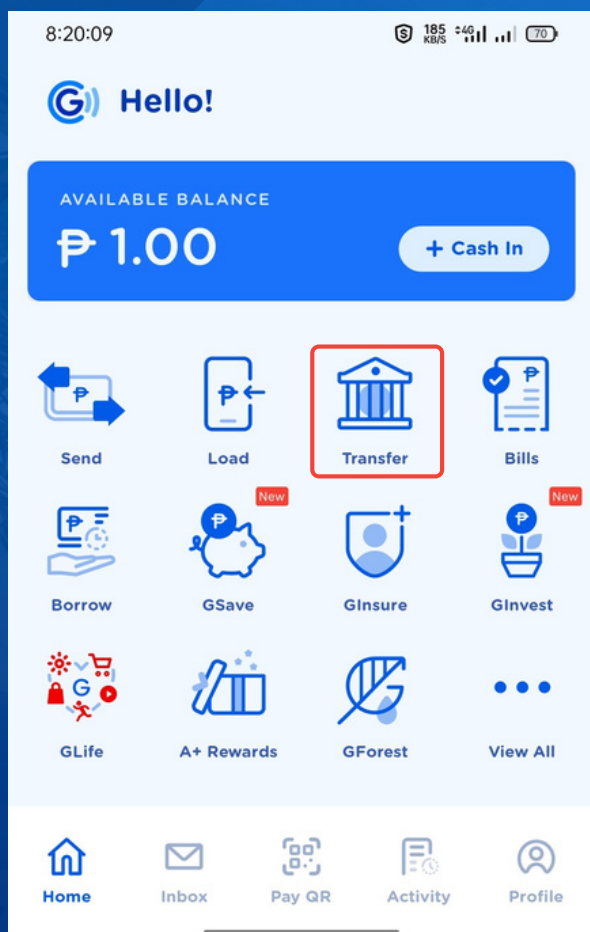 8:20:09
185
KB/S
4G
70
G
Hello!
AVAILABLE BALANCE
₱ 1.00
+ Cash In
₱
Send
₱
Load
Transfer
₱
Bills
₱
Borrow
New
₱
GSave
GInsure
New
₱
GInvest
G
GLife
A+ Rewards
GForest
View All
Home
Inbox
Pay QR
Activity
Profile